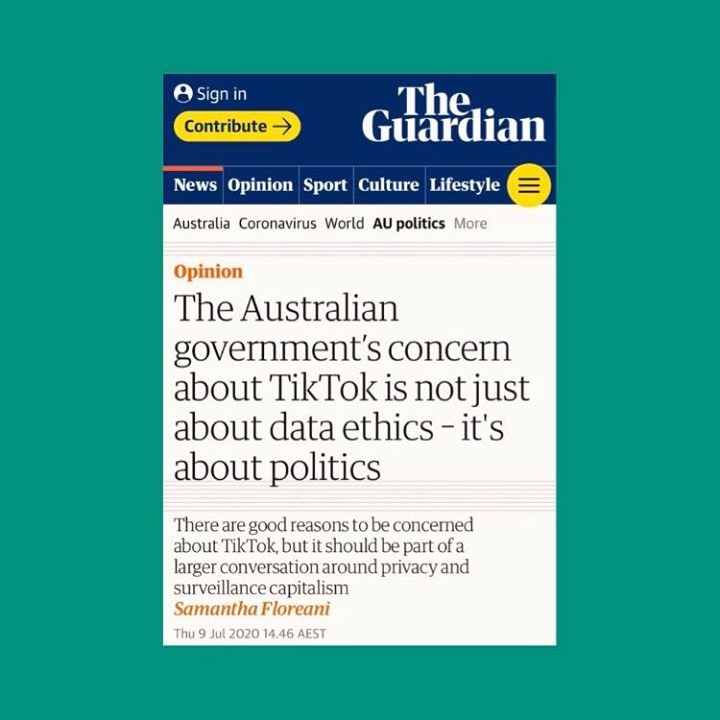 Sign in
Contribute →
The
Guardian
News Opinion Sport Culture Lifestyle
Australia Coronavirus World AU politics More
Opinion
The Australian
government's concern
about TikTok is not just
about data ethics – it's
about politics
There are good reasons to be concerned
about TikTok, but it should be part of a
larger conversation around privacy and
surveillance capitalism
Samantha Floreani
Thu 9 Jul 2020 14.46 AEST